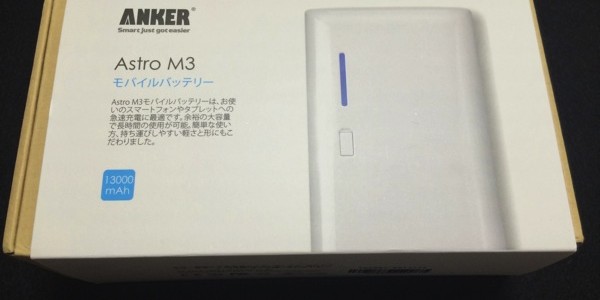 ANKER®
Smart just got easier
Astro M3
モバイルバッテリー
Astro M3モバイルバッテリーは、お使
いのスマートフォンやタブレットへの
急速充電に最適です。余裕の大容量
で長時間の使用が可能。簡単な使い
方、持ち運びしやすい軽さと形にもこ
だわりました。
13000
mAh